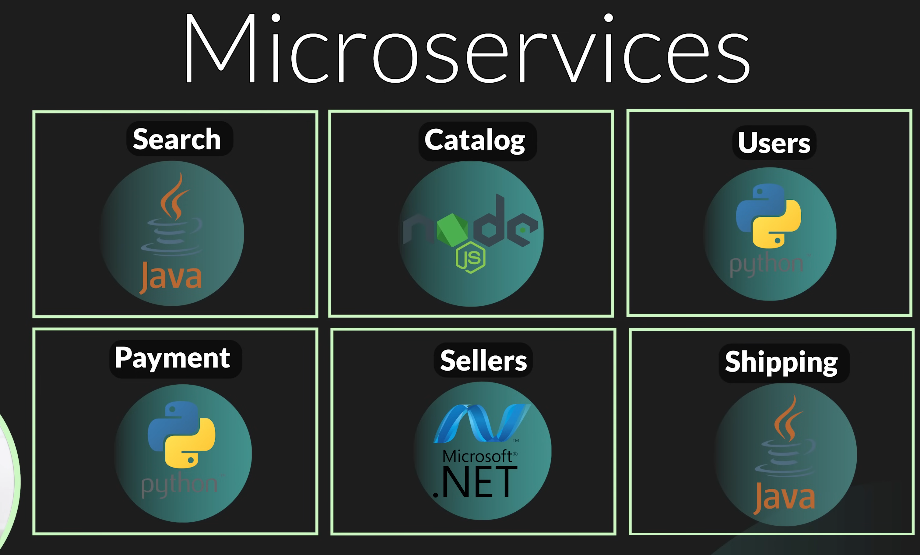 Microservices
Search
Java
Catalog
node
JS
Users
python
Payment
python
Sellers
Microsoft®
.NET
Shipping
Java